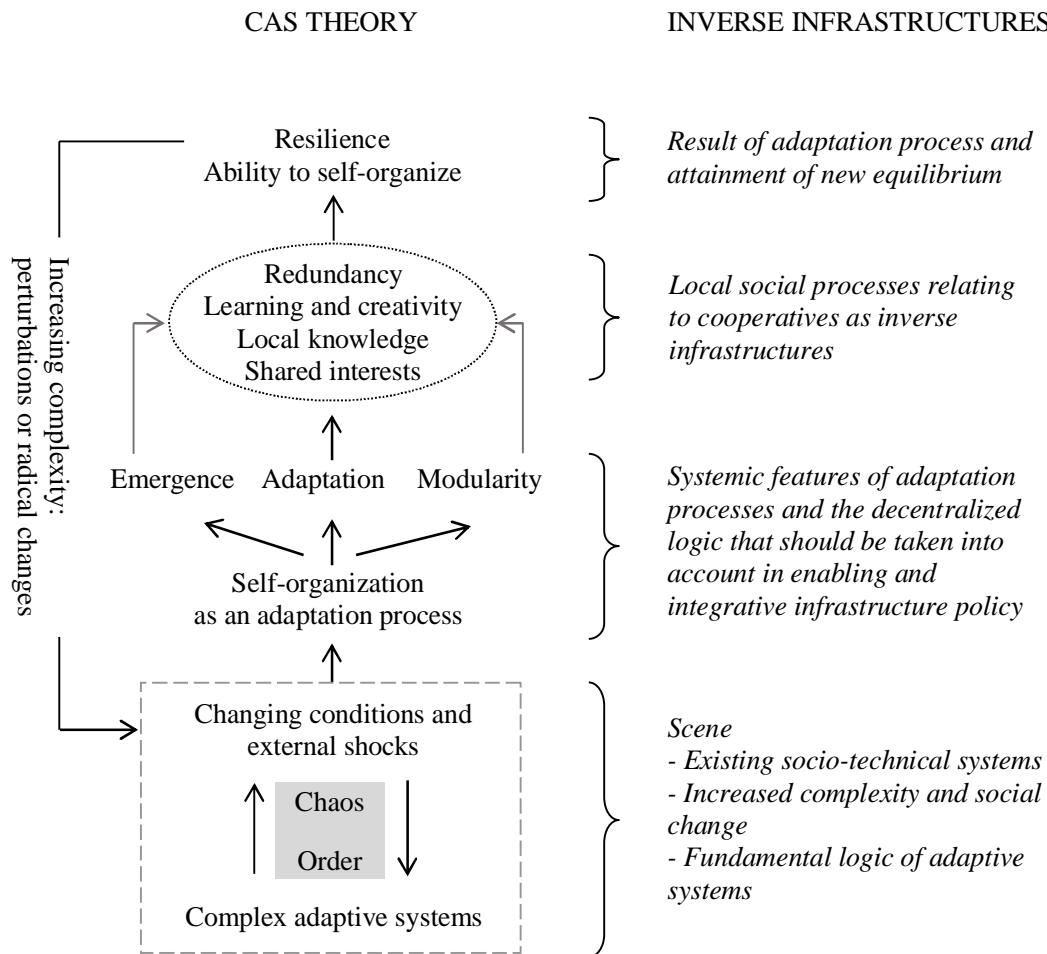 CAS THEORY
INVERSE INFRASTRUCTURES
Resilience
Ability to self-organize
Result of adaptation process and
attainment of new equilibrium
Increasing complexity:
perturbations or radical changes
Redundancy
Learning and creativity
Local knowledge
Shared interests
Local social processes relating
to cooperatives as inverse
infrastructures
Emergence
Adaptation
Modularity
Self-organization
as an adaptation process
Systemic features of adaptation
processes and the decentralized
logic that should be taken into
account in enabling and
integrative infrastructure policy
Changing conditions and
external shocks
Chaos
Order
Complex adaptive systems
Scene
- Existing socio-technical systems
- Increased complexity and social
change
- Fundamental logic of adaptive
systems